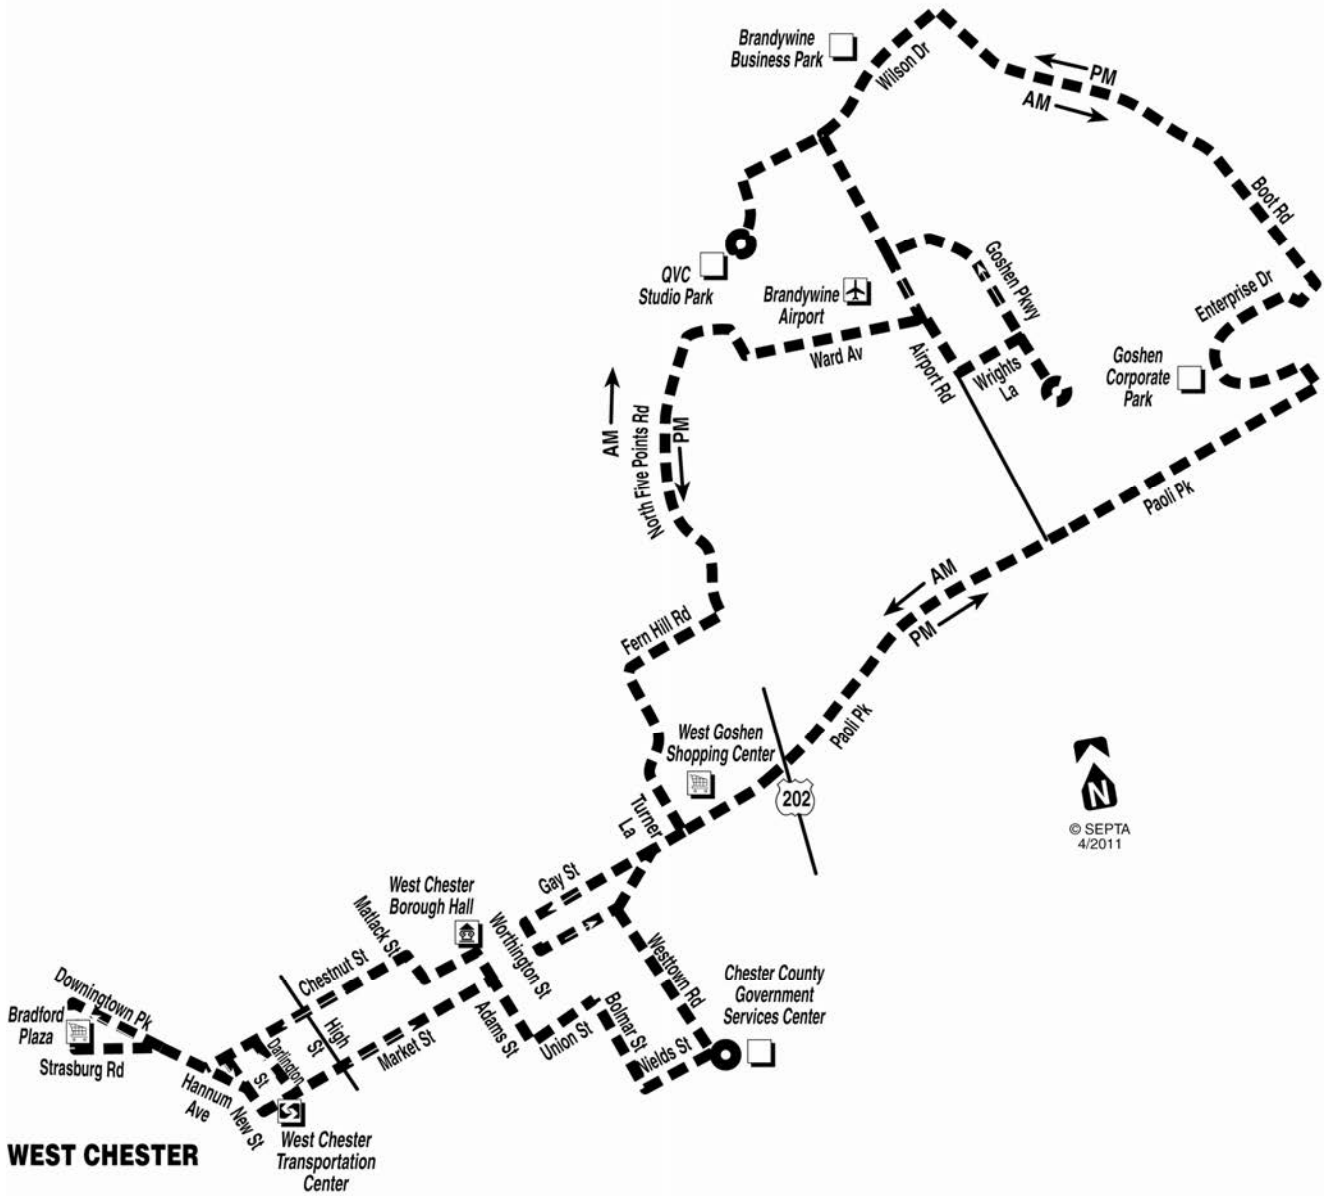 Brandywine
Business Park
Wilson Dr
PM
AM
Boot Rd
QVC
Studio Park
Brandywine
Airport
Goshen Pkwy
Enterprise Dr
Ward Av
Airport Rd
Wrights
La
Goshen
Corporate
Park
AM
North Five Points Rd
PM
Paoli Pk
AM
PM
Fern Hill Rd
Paoli Pk
West Goshen
Shopping Center
202
N
© SEPTA
4/2011
Turner
La
Gay St
West Chester
Borough Hall
Matlack St
Worthington St
Westtown Rd
Chester County
Government
Services Center
Chestnut St
Downingtown Pk
Bradford
Plaza
High
St
Market St
Adams St
Union St
Bolmar St
Nields St
Strasburg Rd
Darlington
St
Hannum
Ave
New St
West Chester
Transportation
Center
WEST CHESTER